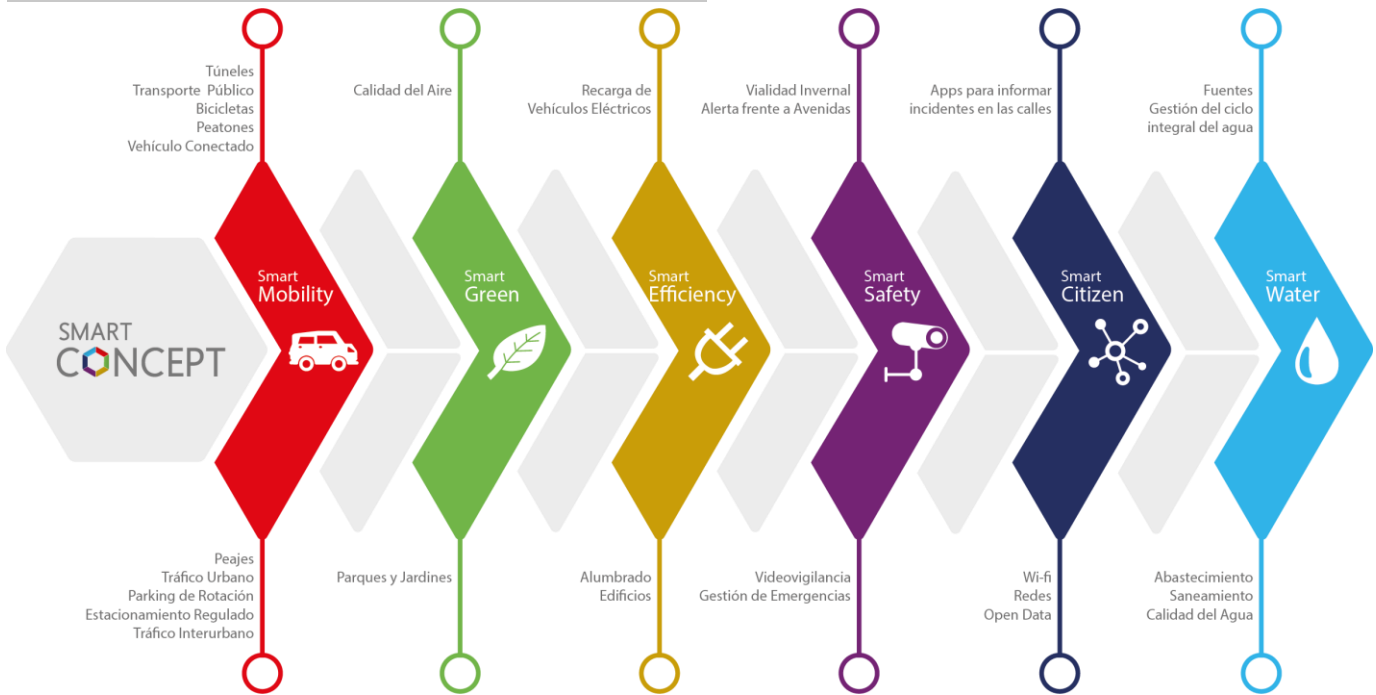 Túneles
Transporte Público
Bicicletas
Peatones
Vehículo Conectado
Calidad del Aire
Recarga de
Vehículos Eléctricos
Vialidad Invernal
Alerta frente a Avenidas
Apps para informar
incidentes en las calles
Fuentes
Gestión del ciclo
integral del agua
SMART
CONCEPT
Smart
Mobility
Smart
Green
Smart
Efficiency
Smart
Safety
Smart
Citizen
Smart
Water
Peajes
Tráfico Urbano
Parking de Rotación
Estacionamiento Regulado
Tráfico Interurbano
Parques y Jardines
Alumbrado
Edificios
Videovigilancia
Gestión de Emergencias
Wi-fi
Redes
Open Data
Abastecimiento
Saneamiento
Calidad del Agua